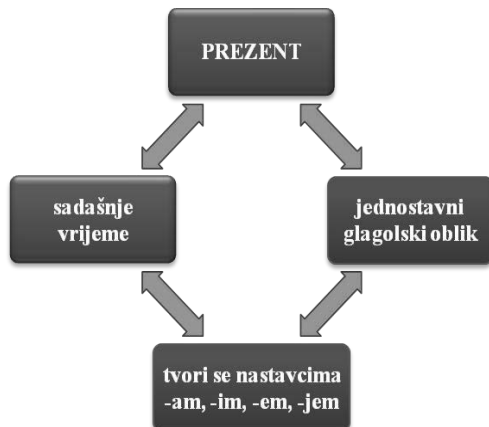 PREZENT
sadašnje
vrijeme
jednostavni
glagolski oblik
tvori se nastavcima
-am, -im, -em, -jem